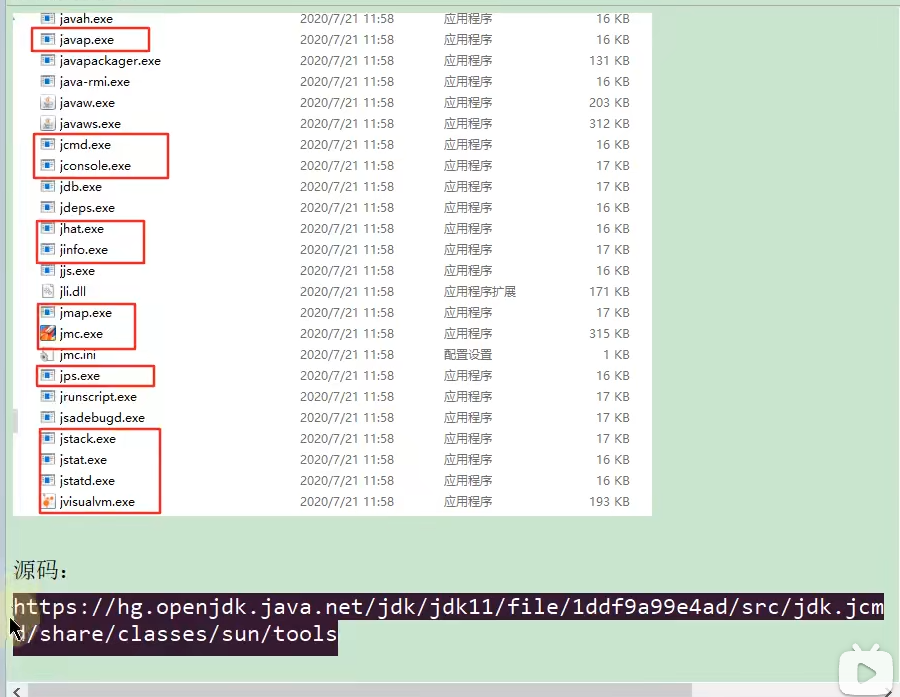 javah.exe 2020/7/21 11:58 应用程序 16 KB
javap.exe 2020/7/21 11:58 应用程序 16 KB
javapackager.exe 2020/7/21 11:58 应用程序 131 KB
java-rmi.exe 2020/7/21 11:58 应用程序 16 KB
javaw.exe 2020/7/21 11:58 应用程序 203 KB
javaws.exe 2020/7/21 11:58 应用程序 312 KB
jcmd.exe 2020/7/21 11:58 应用程序 16 KB
jconsole.exe 2020/7/21 11:58 应用程序 17 KB
jdb.exe 2020/7/21 11:58 应用程序 17 KB
jdeps.exe 2020/7/21 11:58 应用程序 16 KB
jhat.exe 2020/7/21 11:58 应用程序 16 KB
jinfo.exe 2020/7/21 11:58 应用程序 17 KB
jjs.exe 2020/7/21 11:58 应用程序 16 KB
jli.dll 2020/7/21 11:58 应用程序扩展 171 KB
jmap.exe 2020/7/21 11:58 应用程序 17 KB
jmc.exe 2020/7/21 11:58 应用程序 315 KB
jmc.ini 2020/7/21 11:58 配置设置 1 KB
jps.exe 2020/7/21 11:58 应用程序 16 KB
jrunscript.exe 2020/7/21 11:58 应用程序 17 KB
jsadebugd.exe 2020/7/21 11:58 应用程序 17 KB
jstack.exe 2020/7/21 11:58 应用程序 17 KB
jstat.exe 2020/7/21 11:58 应用程序 16 KB
jstatd.exe 2020/7/21 11:58 应用程序 16 KB
jvisualvm.exe 2020/7/21 11:58 应用程序 193 KB
源码：
https://hg.openjdk.java.net/jdk/jdk11/file/1ddf9a99e4ad/src/jdk.jcm
d/share/classes/sun/tools